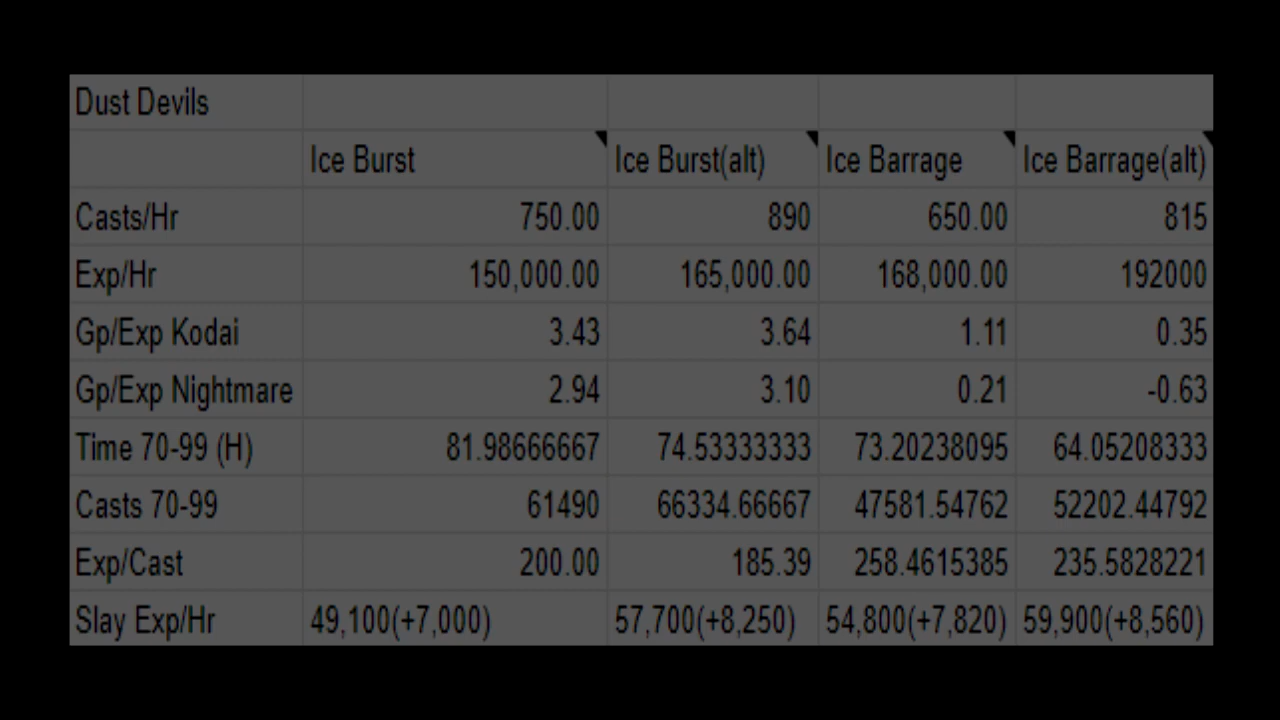 Dust Devils
Ice Burst Ice Burst(alt) Ice Barrage Ice Barrage(alt)
Casts/Hr 750.00 890 650.00 815
Exp/Hr 150,000.00 165,000.00 168,000.00 192000
Gp/Exp Kodai 3.43 3.64 1.11 0.35
Gp/Exp Nightmare 2.94 3.10 0.21 -0.63
Time 70-99 (H) 81.98666667 74.53333333 73.20238095 64.05208333
Casts 70-99 61490 66334.66667 47581.54762 52202.44792
Exp/Cast 200.00 185.39 258.4615385 235.5828221
Slay Exp/Hr 49,100(+7,000) 57,700(+8,250) 54,800(+7,820) 59,900(+8,560)